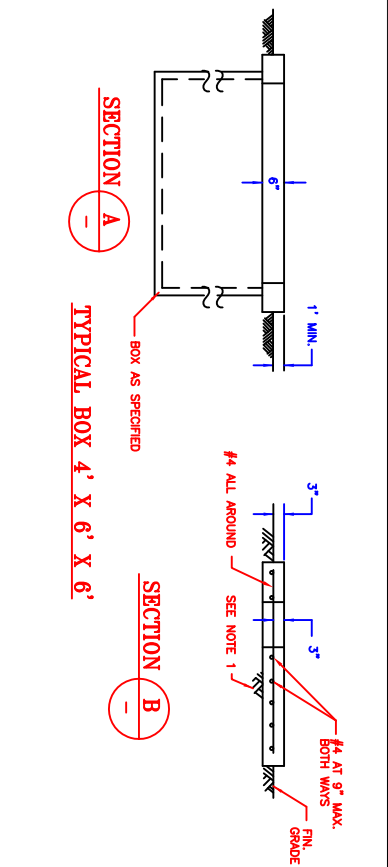 6"
1' MIN.
BOX AS SPECIFIED
SECTION
A
-
TYPICAL BOX 4' X 6' X 6'
3"
3"
#4 ALL AROUND
SEE NOTE 1
#4 AT 9" MAX.
BOTH WAYS
FIN.
GRADE
SECTION
B
-